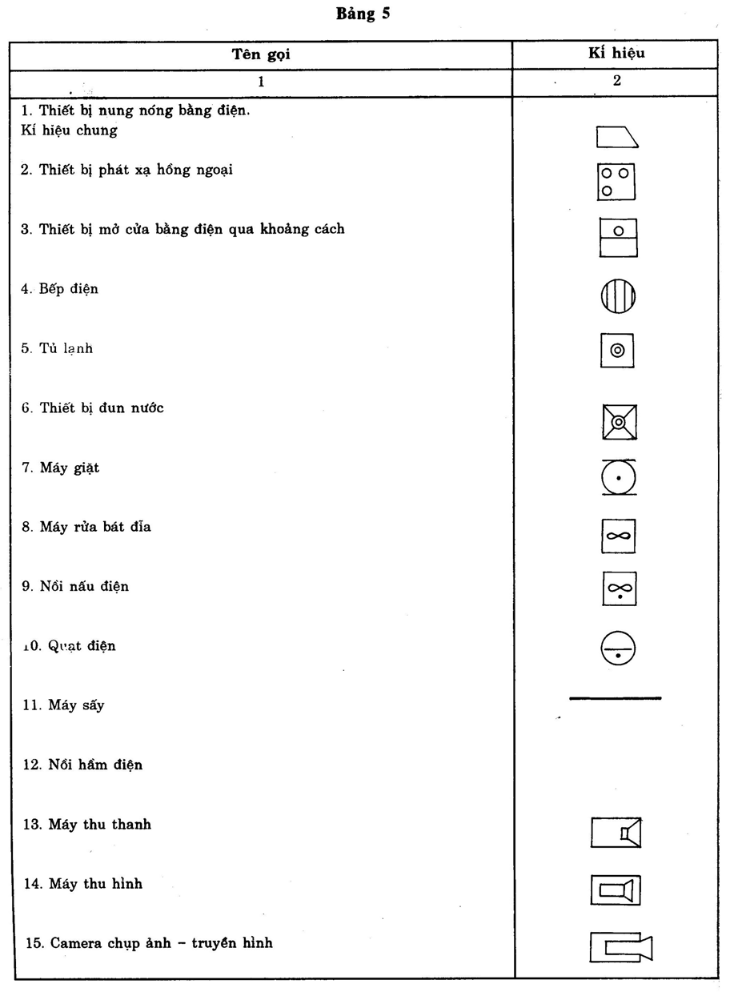 Bảng 5
Tên gọi
Kí hiệu
1
2
1. Thiết bị nung nóng bằng điện.
Kí hiệu chung
2. Thiết bị phát xạ hồng ngoại
3. Thiết bị mở cửa bằng điện qua khoảng cách
4. Bếp điện
5. Tủ lạnh
6. Thiết bị đun nước
7. Máy giặt
8. Máy rửa bát đĩa
9. Nồi nấu điện
10. Quạt điện
11. Máy sấy
12. Nồi hầm điện
13. Máy thu thanh
14. Máy thu hình
15. Camera chụp ảnh – truyền hình